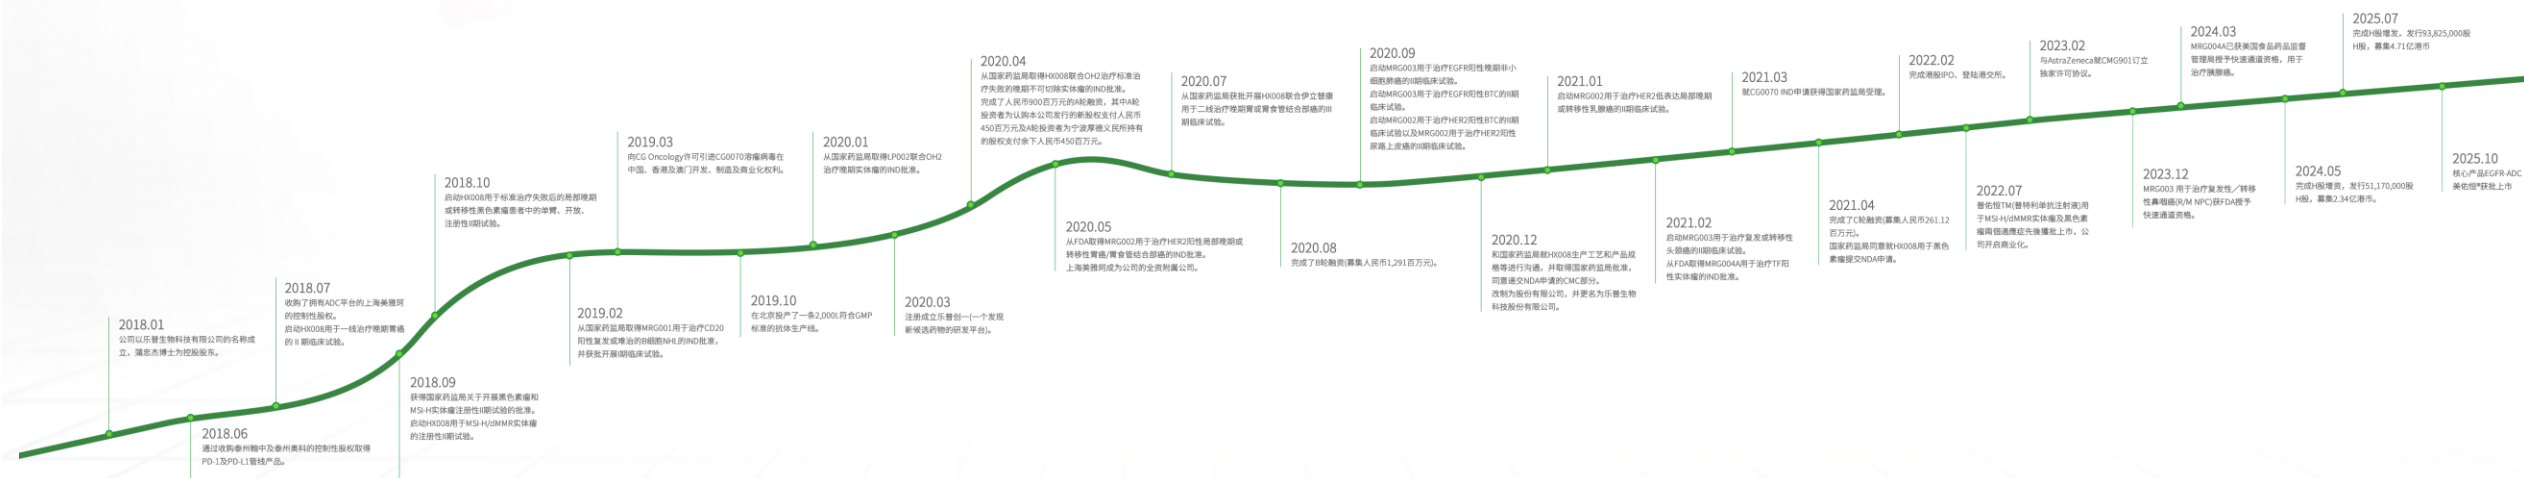 2018.01
公司以乐普生物科技有限公司的名称成
立，蒲忠杰博士为控股股东。
2018.06
通过收购泰州翰中及泰州奥科的控制性股权取得
PD-1及PD-L1管线产品。
2018.07
收购了拥有ADC平台的上海美雅珂
的控制性股权。
启动HX008用于一线治疗晚期胃癌
的 II 期临床试验。
2018.09
获得国家药监局关于开展黑色素瘤和
MSI-H实体瘤注册性II期试验的批准。
启动HX008用于MSI-H/dMMR实体瘤
的注册性II期试验。
2018.10
启动HX008用于标准治疗失败后的局部晚期
或转移性黑色素瘤患者中的单臂、开放、
注册性II期试验。
2019.02
从国家药监局取得MRG001用于治疗CD20
阳性复发或难治的B细胞NHL的IND批准，
并获批开展I期临床试验。
2019.03
向CG Oncology许可引进CG0070溶瘤病毒在
中国、香港及澳门开发、制造及商业化权利。
2019.10
在北京投产了一条2,000L符合GMP
标准的抗体生产线。
2020.01
从国家药监局取得LP002联合OH2
治疗晚期实体瘤的IND批准。
2020.03
注册成立乐普创一(一个发现
新候选药物的研发平台)。
2020.04
从国家药监局取得HX008联合OH2治疗标准治
疗失败的晚期不可切除实体瘤的IND批准。
完成了人民币900百万元的A轮融资，其中A轮
投资者为认购本公司发行的新股权支付人民币
450百万元及A轮投资者为宁波厚德义民所持有
的股权支付余下人民币450百万元。
2020.05
从FDA取得MRG002用于治疗HER2阳性局部晚期或
转移性胃癌/胃食管结合部癌的IND批准。
上海美雅珂成为公司的全资附属公司。
2020.07
从国家药监局获批开展HX008联合伊立替康
用于二线治疗晚期胃或胃食管结合部癌的III
期临床试验。
2020.08
完成了B轮融资(募集人民币1,291百万元)。
2020.09
启动MRG003用于治疗EGFR阳性晚期非小
细胞肺癌的II期临床试验。
启动MRG003用于治疗EGFR阳性BTC的II期
临床试验。
启动MRG002用于治疗HER2阳性BTC的II期
临床试验以及MRG002用于治疗HER2阳性
尿路上皮癌的II期临床试验。
2020.12
和国家药监局就HX008生产工艺和产品规
格等进行沟通，并取得国家药监局批准，
同意递交NDA申请的CMC部分。
改制为股份有限公司，并更名为乐普生物
科技股份有限公司。
2021.01
启动MRG002用于治疗HER2低表达局部晚期
或转移性乳腺癌的II期临床试验。
2021.02
启动MRG003用于治疗复发或转移性
头颈癌的II期临床试验。
从FDA取得MRG004A用于治疗TF阳
性实体瘤的IND批准。
2021.03
就CG0070 IND申请获得国家药监局受理。
2021.04
完成了C轮融资(募集人民币261.12
百万元)。
国家药监局同意就HX008用于黑色
素瘤提交NDA申请。
2022.02
完成港股IPO、登陆港交所。
2022.07
普佑恒TM(普特利单抗注射液)用
于MSI-H/dMMR实体瘤及黑色素
瘤兩個適應症先後獲批上市，公
司开启商业化。
2023.02
与AstraZeneca就CMG901订立
独家许可协议。
2023.12
MRG003 用于治疗复发性／转移
性鼻咽癌(R/M NPC)获FDA授予
快速通道资格。
2024.03
MRG004A已获美国食品药品监督
管理局授予快速通道资格，用于
治疗胰腺癌。
2024.05
完成H股增资，发行51,170,000股
H股，募集2.34亿港币。
2025.07
完成H股增发，发行93,825,000股
H股，募集4.71亿港币
2025.10
核心产品EGFR-ADC
美佑恒®获批上市